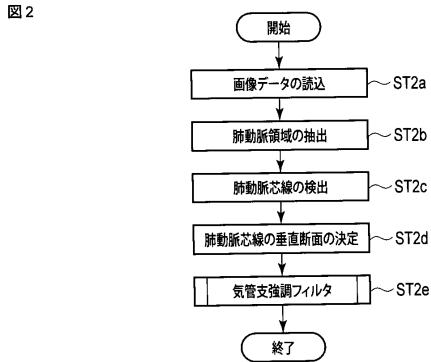 図2
開始
画像データの読込 ST2a
肺動脈領域の抽出 ST2b
肺動脈芯線の検出 ST2c
肺動脈芯線の垂直断面の決定 ST2d
気管支強調フィルタ ST2e
終了